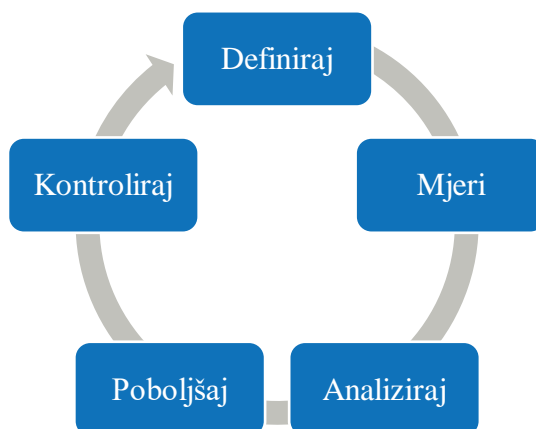 Definiraj
Mjeri
Analiziraj
Poboljšaj
Kontroliraj